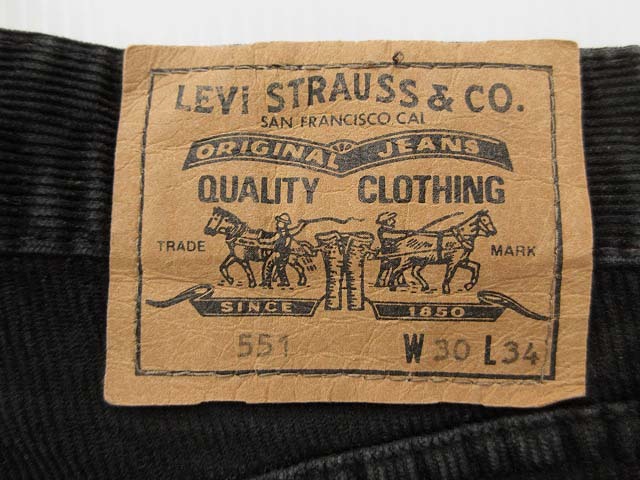 LEVI STRAUSS & CO.
SAN FRANCISCO CAL
ORIGINAL JEANS
QUALITY CLOTHING
TRADE MARK
SINCE 1850
551 W 30 L 34